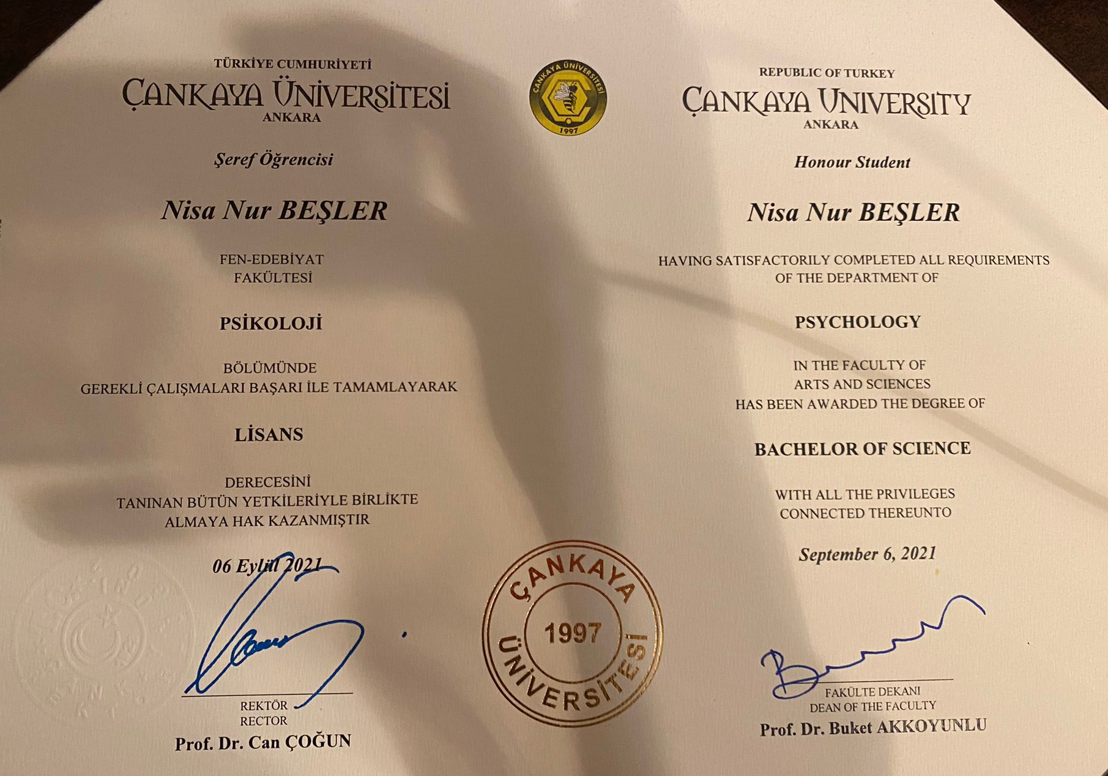 TÜRKİYE CUMHURİYETİ
ÇANKAYA ÜNİVERSİTESİ
ANKARA
Şeref Öğrencisi
Nisa Nur BEŞLER
FEN-EDEBİYAT
FAKÜLTESİ
PSİKOLOJİ
BÖLÜMÜNDE
GEREKLİ ÇALIŞMALARI BAŞARI İLE TAMAMLAYARAK
LİSANS
DERECESİNİ
TANINAN BÜTÜN YETKİLERİYLE BİRLİKTE
ALMAYA HAK KAZANMIŞTIR
06 Eylül 2021
REKTÖR
RECTOR
Prof. Dr. Can ÇOĞUN
ÇANKAYA ÜNİVERSİTESİ
1997
ÇANKAYA
1997
ÜNİVERSİTESİ
REPUBLIC OF TURKEY
ÇANKAYA UNIVERSITY
ANKARA
Honour Student
Nisa Nur BEŞLER
HAVING SATISFACTORILY COMPLETED ALL REQUIREMENTS
OF THE DEPARTMENT OF
PSYCHOLOGY
IN THE FACULTY OF
ARTS AND SCIENCES
HAS BEEN AWARDED THE DEGREE OF
BACHELOR OF SCIENCE
WITH ALL THE PRIVILEGES
CONNECTED THEREUNTO
September 6, 2021
FAKÜLTE DEKANI
DEAN OF THE FACULTY
Prof. Dr. Buket AKKOYUNLU